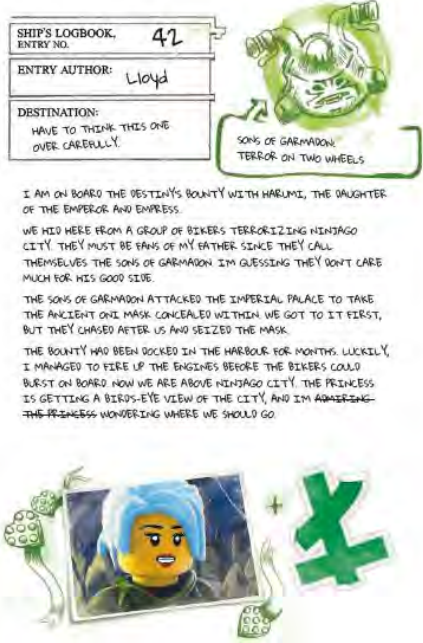 SHIP'S LOGBOOK,
ENTRY NO. 42
ENTRY AUTHOR: Lloyd
DESTINATION:
HAVE TO THINK THIS ONE
OVER CAREFULLY.
SONS OF GARMADON:
TERROR ON TWO WHEELS
I AM ON BOARD THE DESTINY'S BOUNTY WITH HARUMI, THE DAUGHTER
OF THE EMPEROR AND EMPRESS.
WE HID HERE FROM A GROUP OF BIKERS TERRORIZING NINJAGO
CITY. THEY MUST BE FANS OF MY FATHER SINCE THEY CALL
THEMSELVES THE SONS OF GARMADON. I'M GUESSING THEY DON'T CARE
MUCH FOR HIS GOOD SIDE.
THE SONS OF GARMADON ATTACKED THE IMPERIAL PALACE TO TAKE
THE ANCIENT ONI MASK CONCEALED WITHIN. WE GOT TO IT FIRST,
BUT THEY CHASED AFTER US AND SEIZED THE MASK.
THE BOUNTY HAD BEEN DOCKED IN THE HARBOUR FOR MONTHS. LUCKILY,
I MANAGED TO FIRE UP THE ENGINES BEFORE THE BIKERS COULD
BURST ON BOARD. NOW WE ARE ABOVE NINJAGO CITY. THE PRINCESS
IS GETTING A BIRD'S-EYE VIEW OF THE CITY, AND I'M ADMIRING
THE PRINCESS WONDERING WHERE WE SHOULD GO.